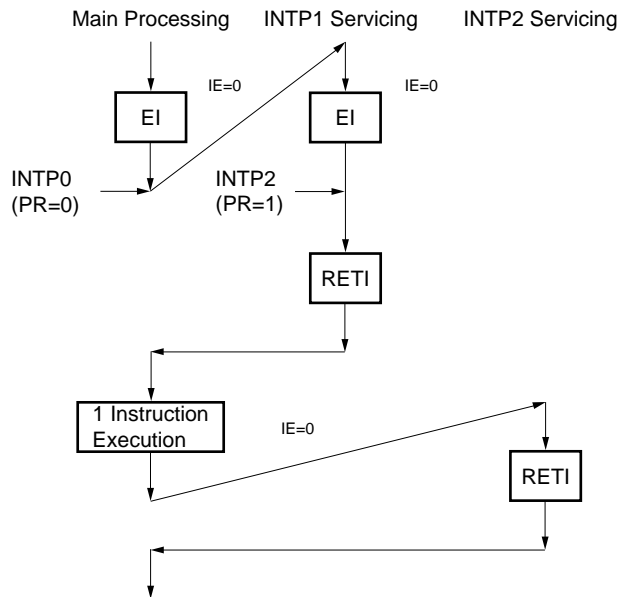 Main Processing
INTP1 Servicing
INTP2 Servicing
IE=0
IE=0
EI
EI
INTP0
(PR=0)
INTP2
(PR=1)
RETI
1 Instruction
Execution
IE=0
RETI